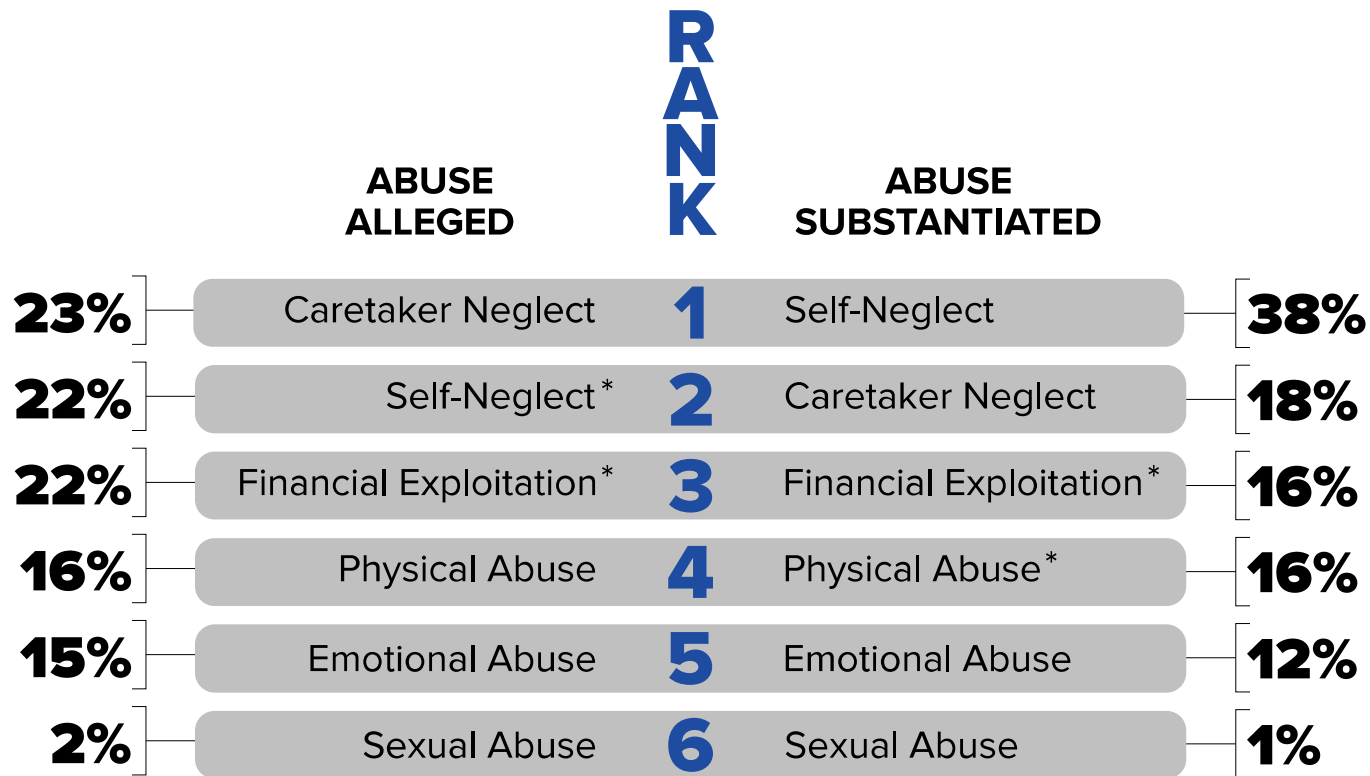 RANK
ABUSE
ALLEGED
ABUSE
SUBSTANTIATED
23% Caretaker Neglect 1 Self-Neglect 38%
22% Self-Neglect* 2 Caretaker Neglect 18%
22% Financial Exploitation* 3 Financial Exploitation* 16%
16% Physical Abuse 4 Physical Abuse* 16%
15% Emotional Abuse 5 Emotional Abuse 12%
2% Sexual Abuse 6 Sexual Abuse 1%